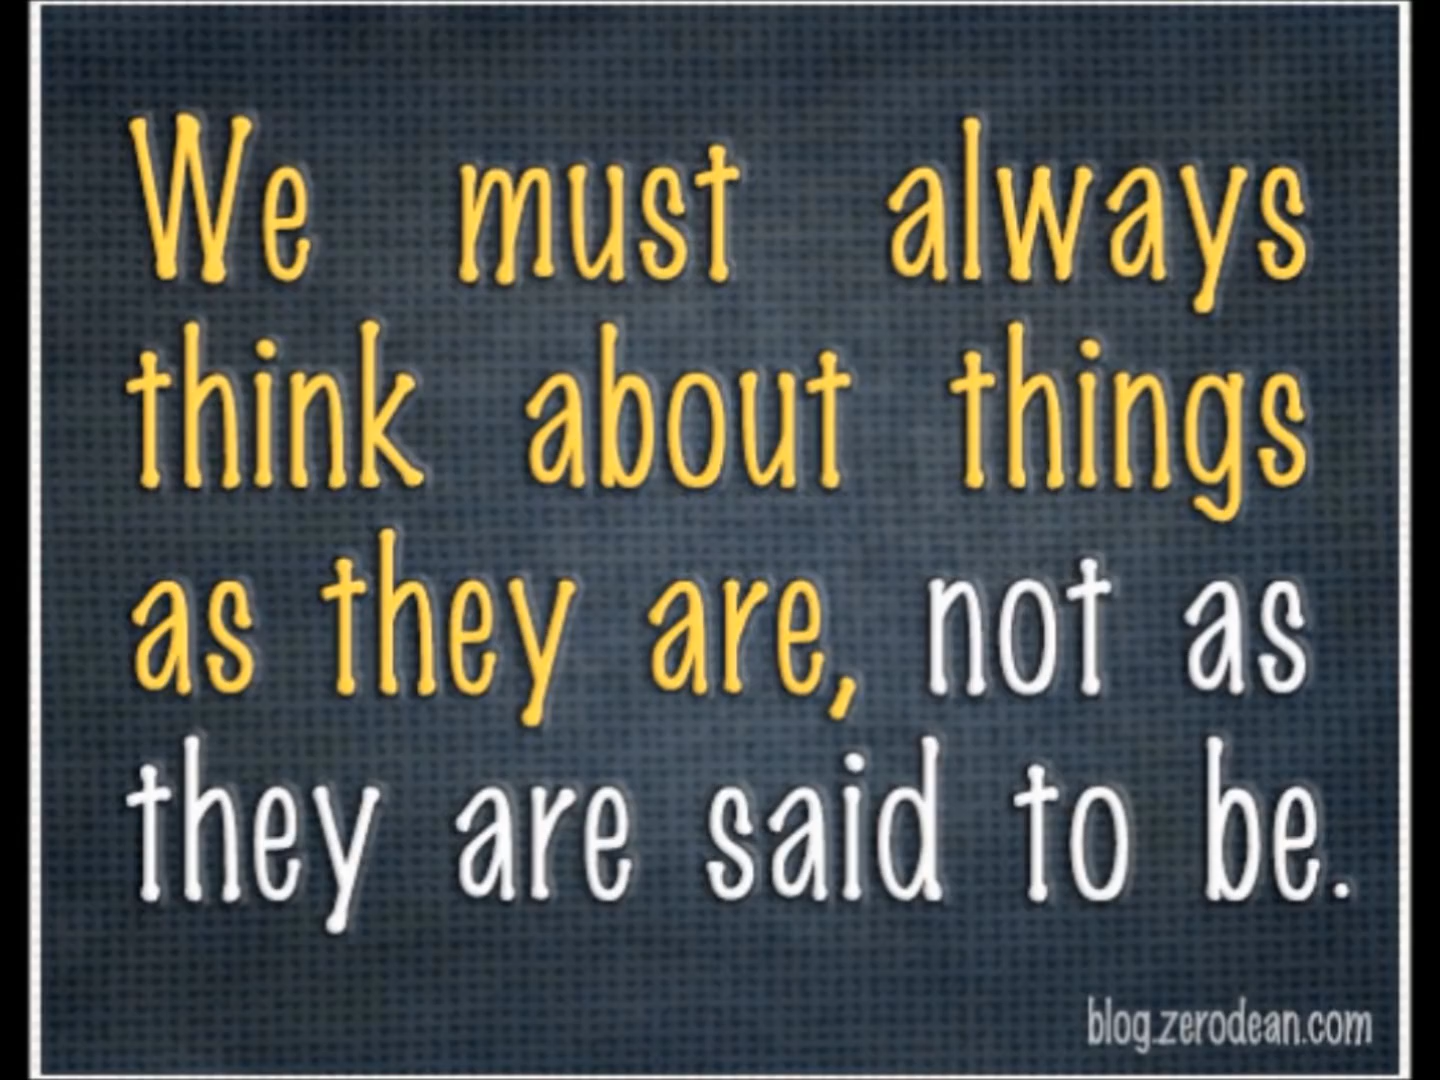 We must always
think about things
as they are, not as
they are said to be.
blog.zerodean.com